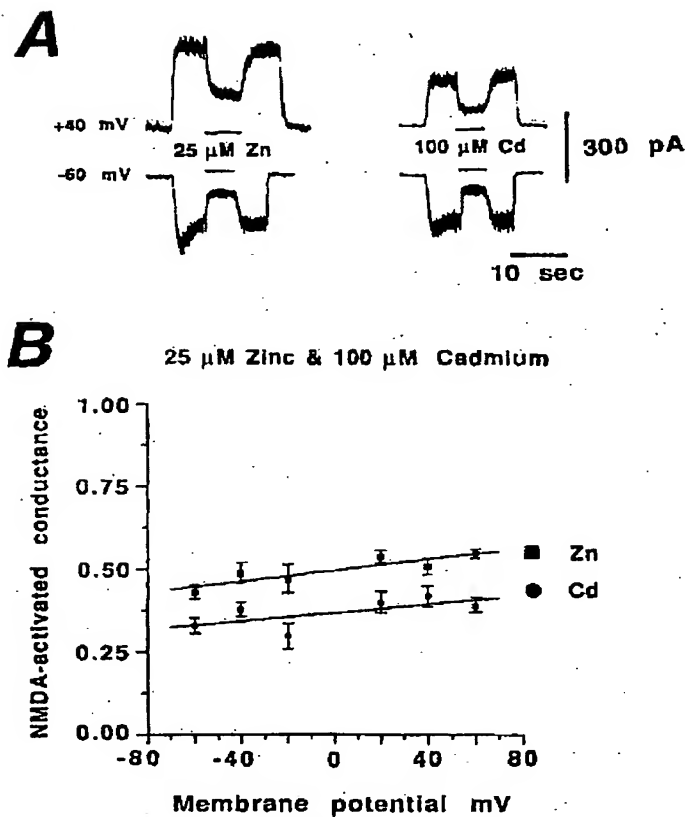 A
+40 mV
25 μM Zn
100 μM Cd
300 pA
-60 mV
10 sec
B
25 μM Zinc & 100 μM Cadmium
NMDA-activated conductance
1.00
0.75
0.50
0.25
0.00
-80 -40 0 40 80
Membrane potential mV
Zn
Cd